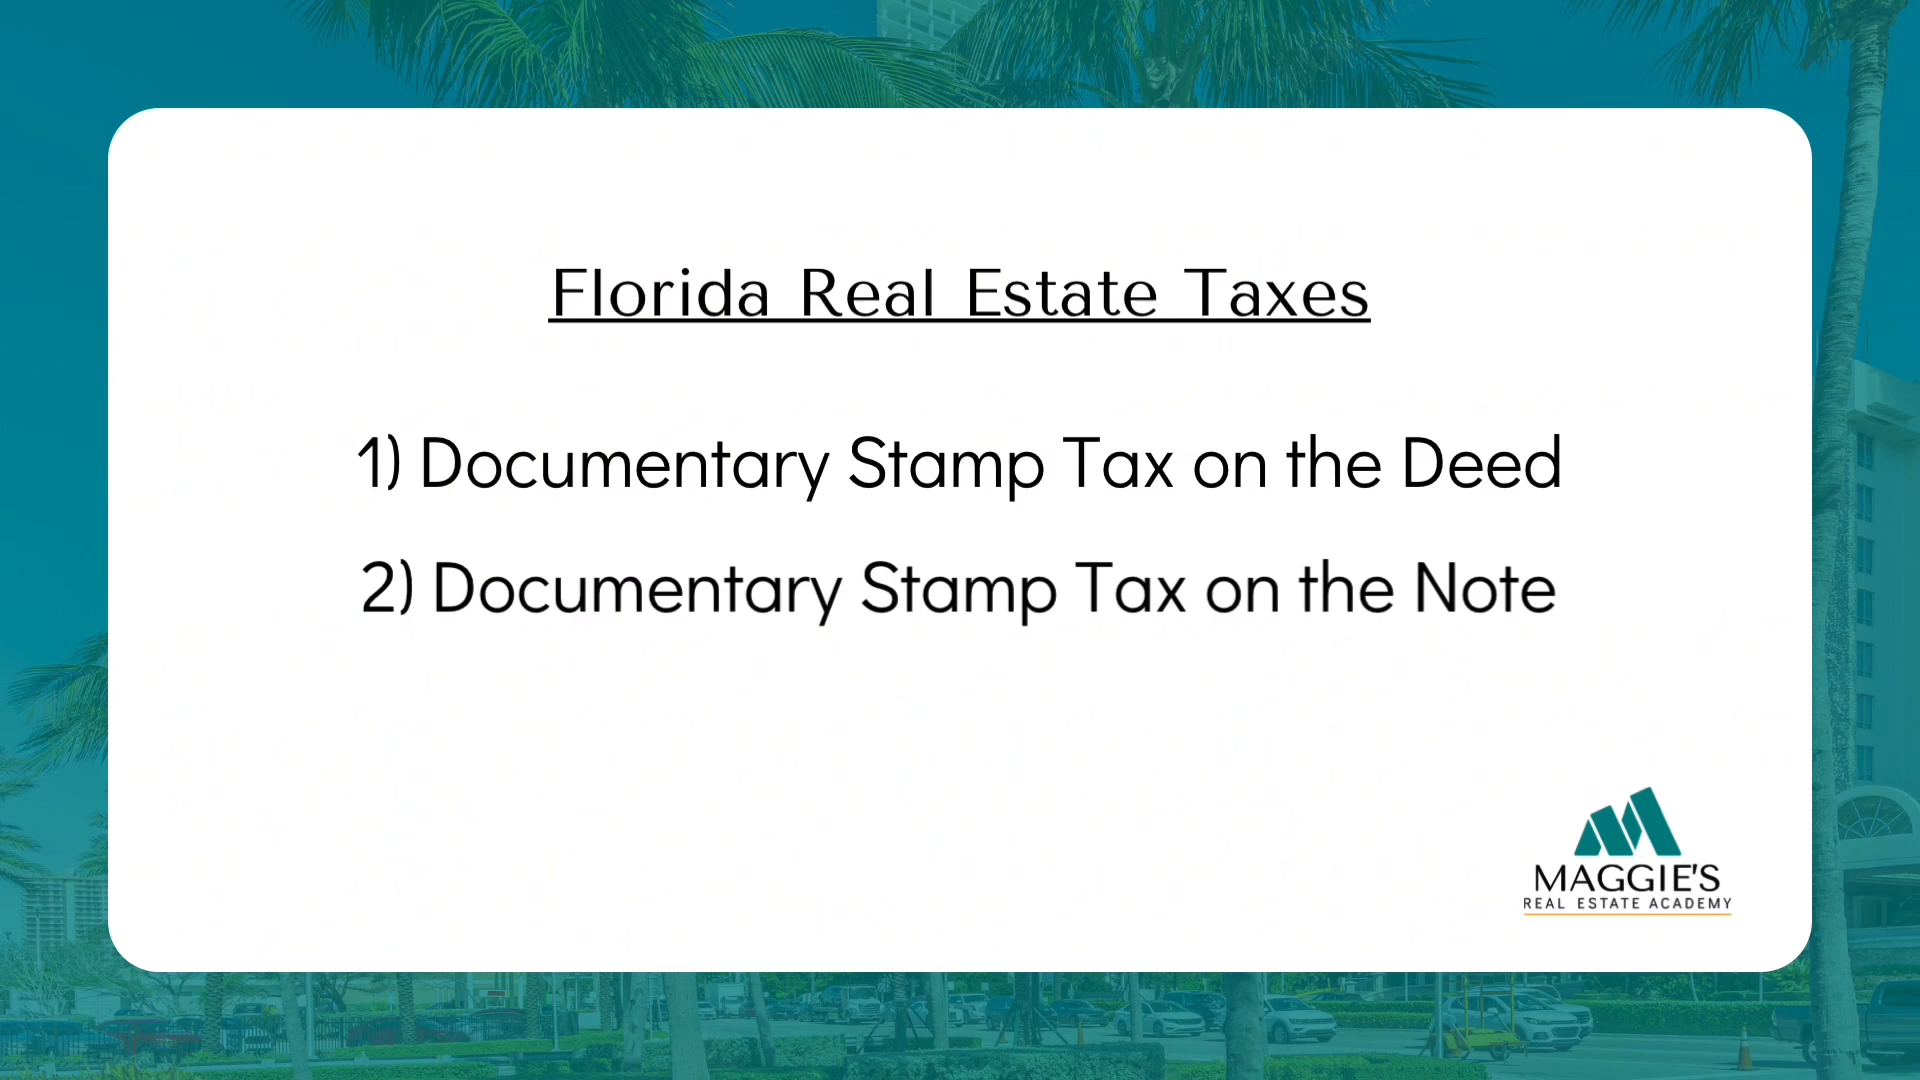 Florida Real Estate Taxes
1) Documentary Stamp Tax on the Deed
2) Documentary Stamp Tax on the Note
MAGGIE'S
REAL ESTATE ACADEMY